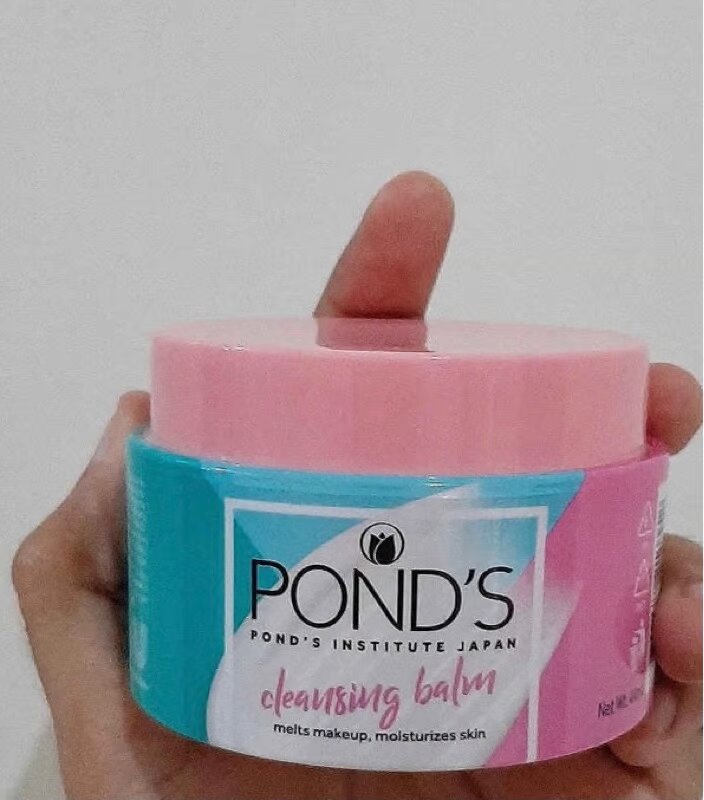 POND'S
POND'S INSTITUTE JAPAN
cleansing balm
melts makeup, moisturizes skin
Net Wt.